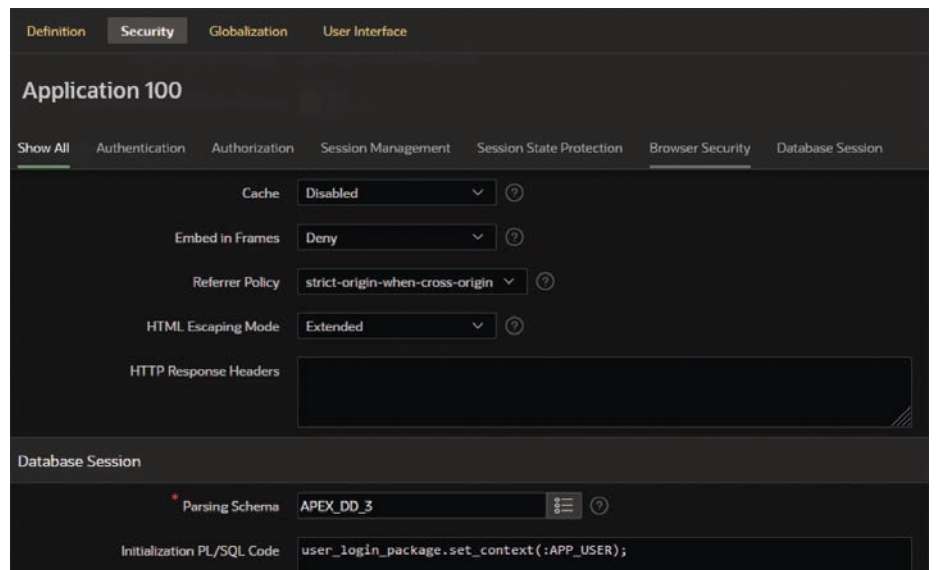 Definition Security Globalization User Interface
Application 100
Show All Authentication Authorization Session Management Session State Protection Browser Security Database Session
Cache Disabled ?
Embed in Frames Deny ?
Referrer Policy strict-origin-when-cross-origin ?
HTML Escaping Mode Extended ?
HTTP Response Headers
Database Session
* Parsing Schema APEX_DD_3 ?
Initialization PL/SQL Code user_login_package.set_context(:APP_USER);